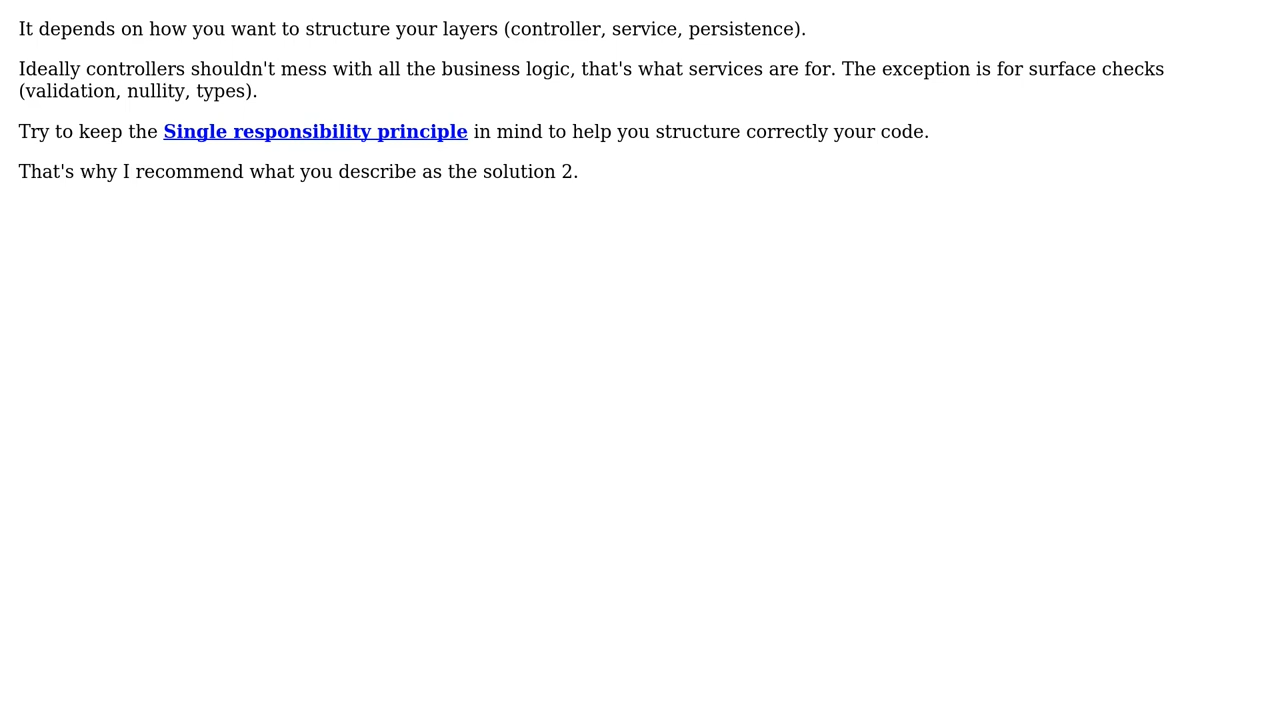 It depends on how you want to structure your layers (controller, service, persistence).
Ideally controllers shouldn't mess with all the business logic, that's what services are for. The exception is for surface checks
(validation, nullity, types).
Try to keep the Single responsibility principle in mind to help you structure correctly your code.
That's why I recommend what you describe as the solution 2.